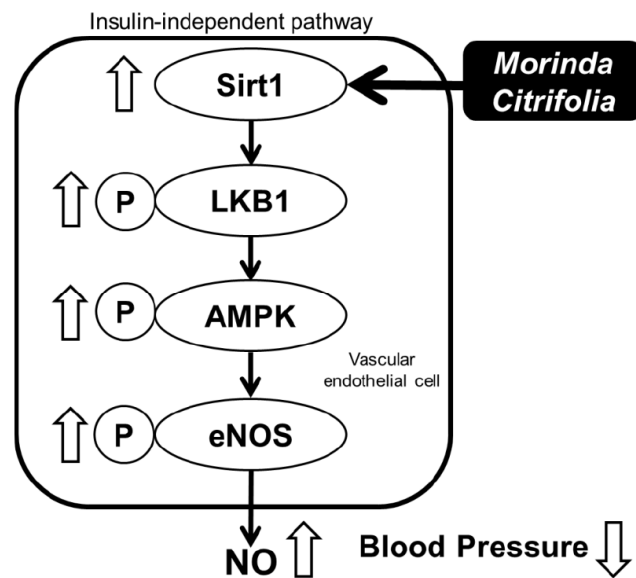 Insulin-independent pathway
Sirt1
Morinda
Citrifolia
P
LKB1
P
AMPK
Vascular
endothelial cell
P
eNOS
NO
Blood Pressure